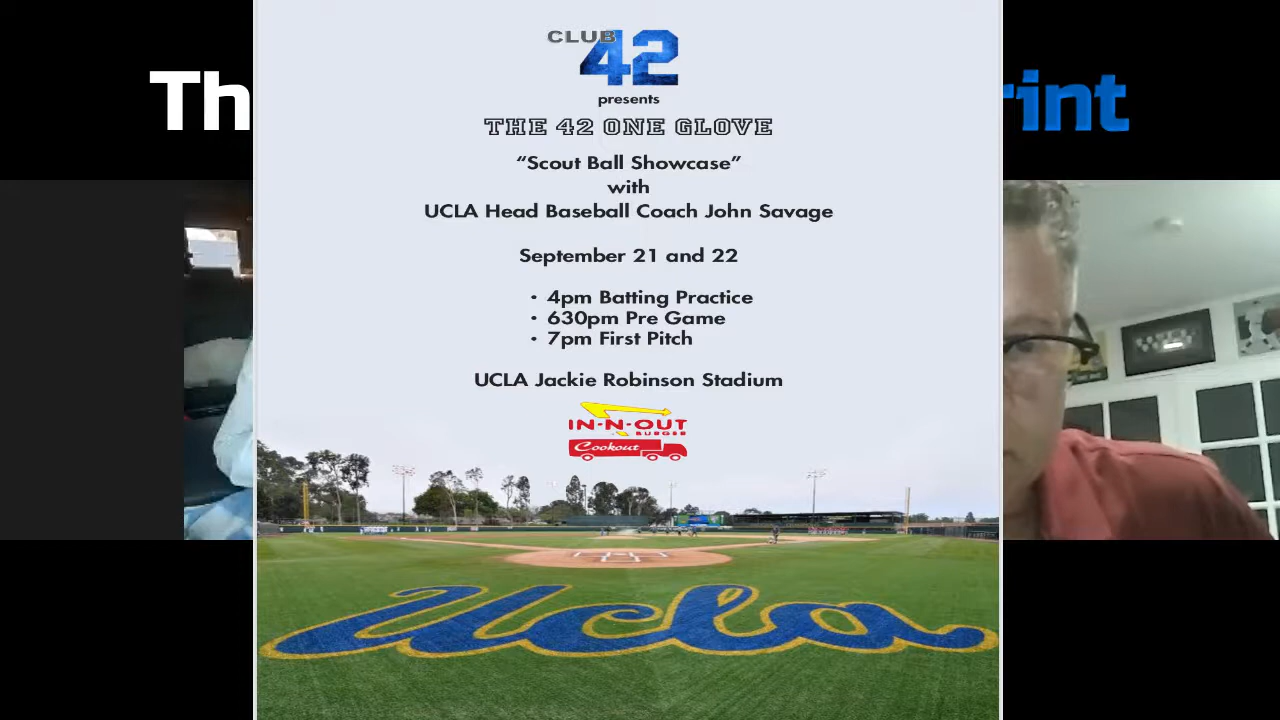 Th
rint
CLUB
42
presents
THE 42 ONE GLOVE
“Scout Ball Showcase”
with
UCLA Head Baseball Coach John Savage
September 21 and 22
• 4pm Batting Practice
• 630pm Pre Game
• 7pm First Pitch
UCLA Jackie Robinson Stadium
IN-N-OUT
BURGER
Cookout
Ucla